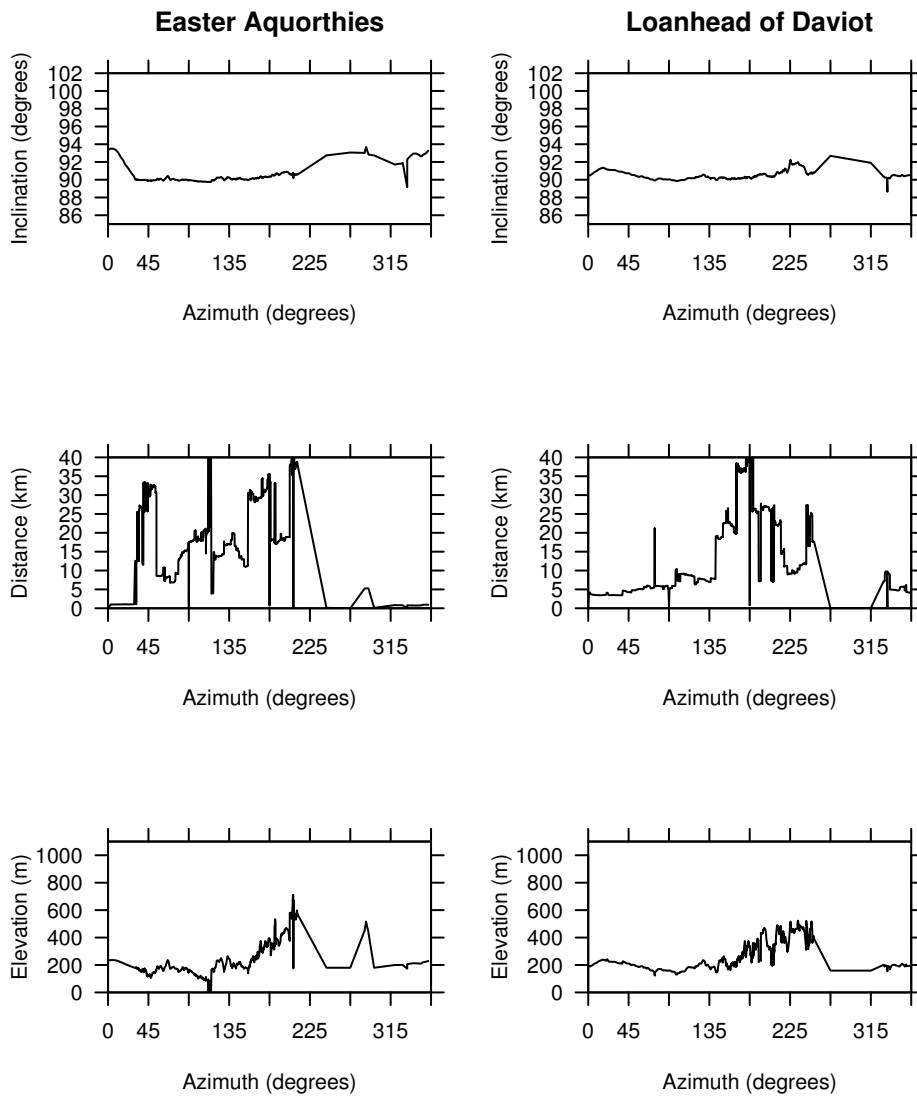 Easter Aquorthies
Inclination (degrees)
102
100
98
96
94
92
90
88
86
0 45 135 225 315
Azimuth (degrees)
Loanhead of Daviot
Inclination (degrees)
102
100
98
96
94
92
90
88
86
0 45 135 225 315
Azimuth (degrees)
Distance (km)
40
35
30
25
20
15
10
5
0
0 45 135 225 315
Azimuth (degrees)
Distance (km)
40
35
30
25
20
15
10
5
0
0 45 135 225 315
Azimuth (degrees)
Elevation (m)
1000
800
600
400
200
0
0 45 135 225 315
Azimuth (degrees)
Elevation (m)
1000
800
600
400
200
0
0 45 135 225 315
Azimuth (degrees)